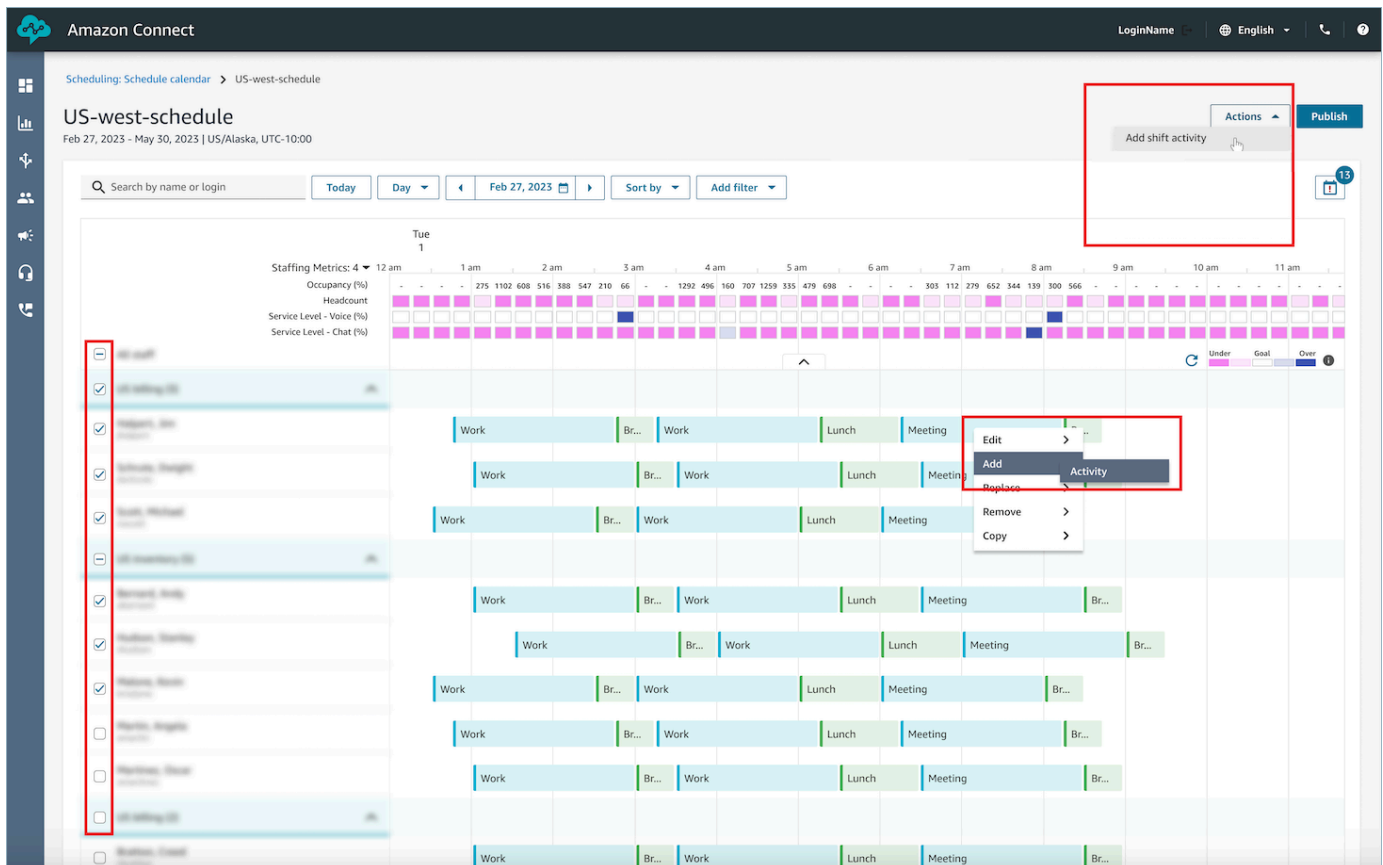 Amazon Connect
LoginName
English
Scheduling: Schedule calendar > US-west-schedule
US-west-schedule
Feb 27, 2023 - May 30, 2023 | US/Alaska, UTC-10:00
Actions
Publish
Add shift activity
Search by name or login
Today
Day
Feb 27, 2023
Sort by
Add filter
13
Tue
1
Staffing Metrics: 4 12 am 1 am 2 am 3 am 4 am 5 am 6 am 7 am 8 am 9 am 10 am 11 am
Occupancy (%) - - - - 275 1102 608 516 388 547 210 66 - - 1292 496 160 707 1259 335 479 698 - - - - 303 112 279 652 344 139 300 566 - - - - - - - - - - - - -
Headcount
Service Level - Voice (%)
Service Level - Chat (%)
Under Goal Over
Work Br... Work Lunch Meeting
Edit
Work Br... Work Lunch Meeting
Add
Activity
Replace
Work Br... Work Lunch Meeting
Remove
Copy
Work Br... Work Lunch Meeting Br...
Work Br... Work Lunch Meeting Br...
Work Br... Work Lunch Meeting Br...
Work Br... Work Lunch Meeting Br...
Work Br... Work Lunch Meeting Br...
Work Br... Work Lunch Meeting Br...